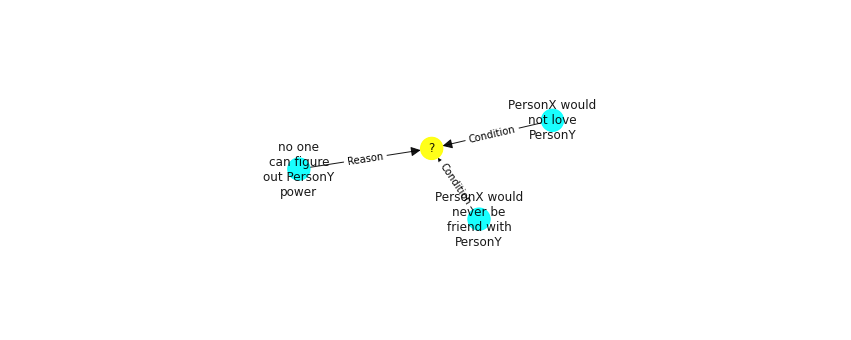 PersonX would
not love
PersonY
Condition
?
no one
can figure
out PersonY
power
Reason
Condition
PersonX would
never be
friend with
PersonY